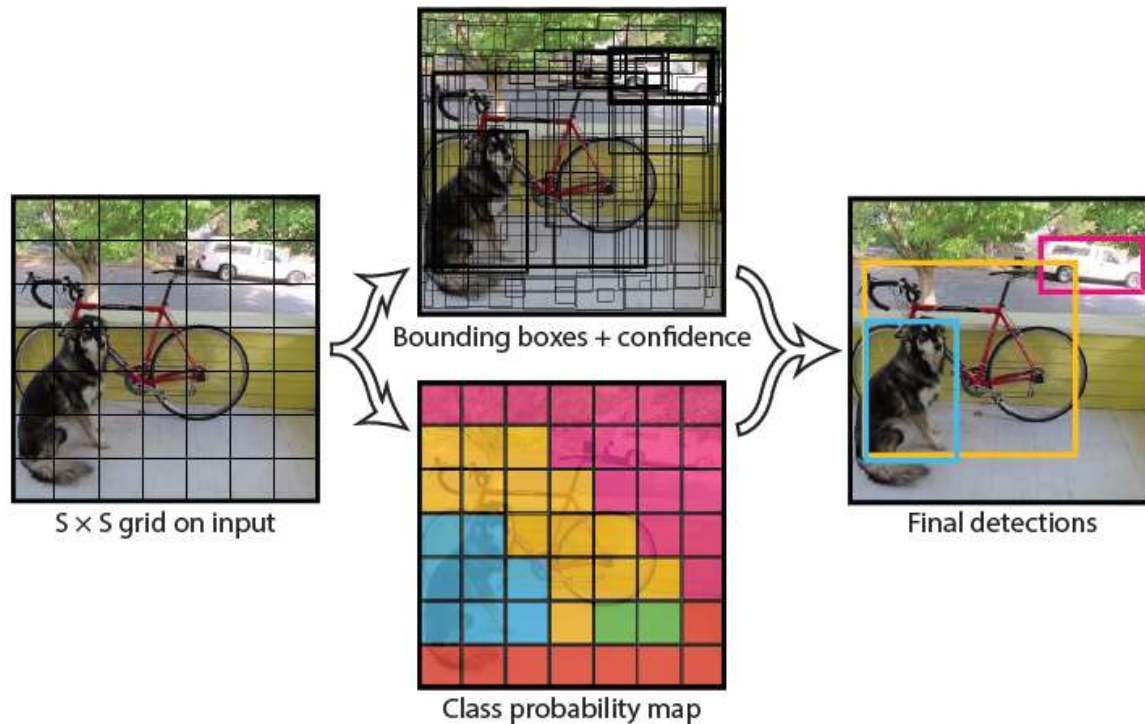 S × S grid on input
Bounding boxes + confidence
Class probability map
Final detections